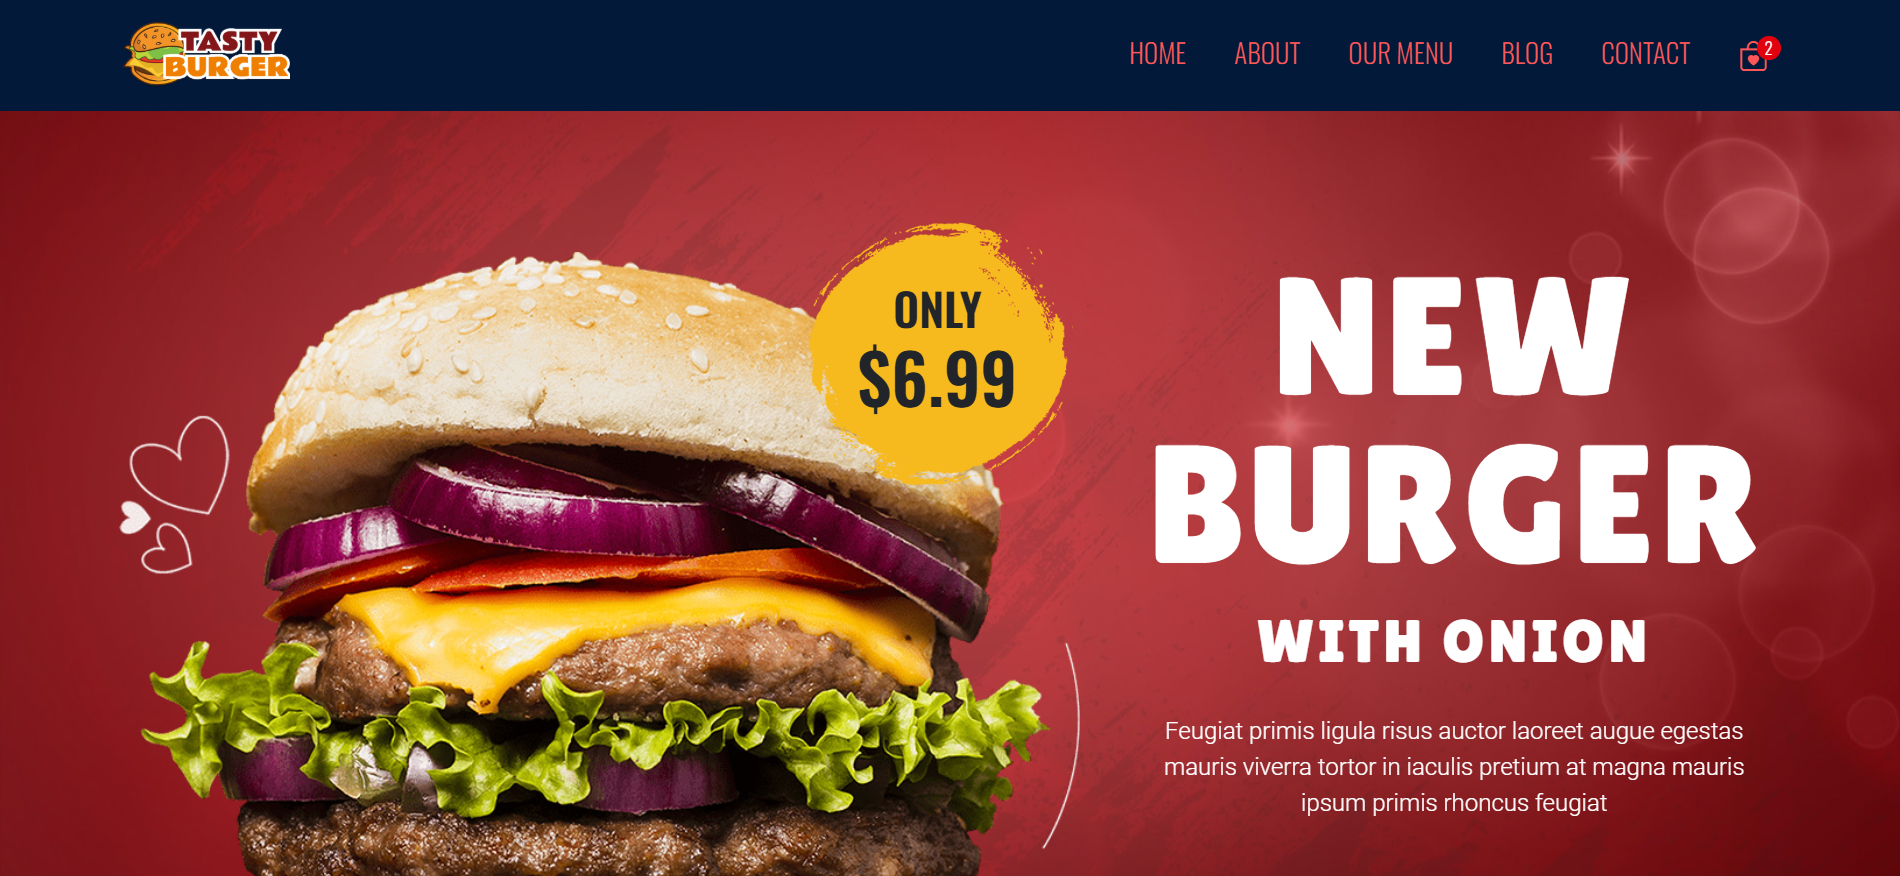 TASTY
BURGER
HOME ABOUT OUR MENU BLOG CONTACT 2
ONLY
$6.99
NEW
BURGER
WITH ONION
Feugiat primis ligula risus auctor laoreet augue egestas
mauris viverra tortor in iaculis pretium at magna mauris
ipsum primis rhoncus feugiat